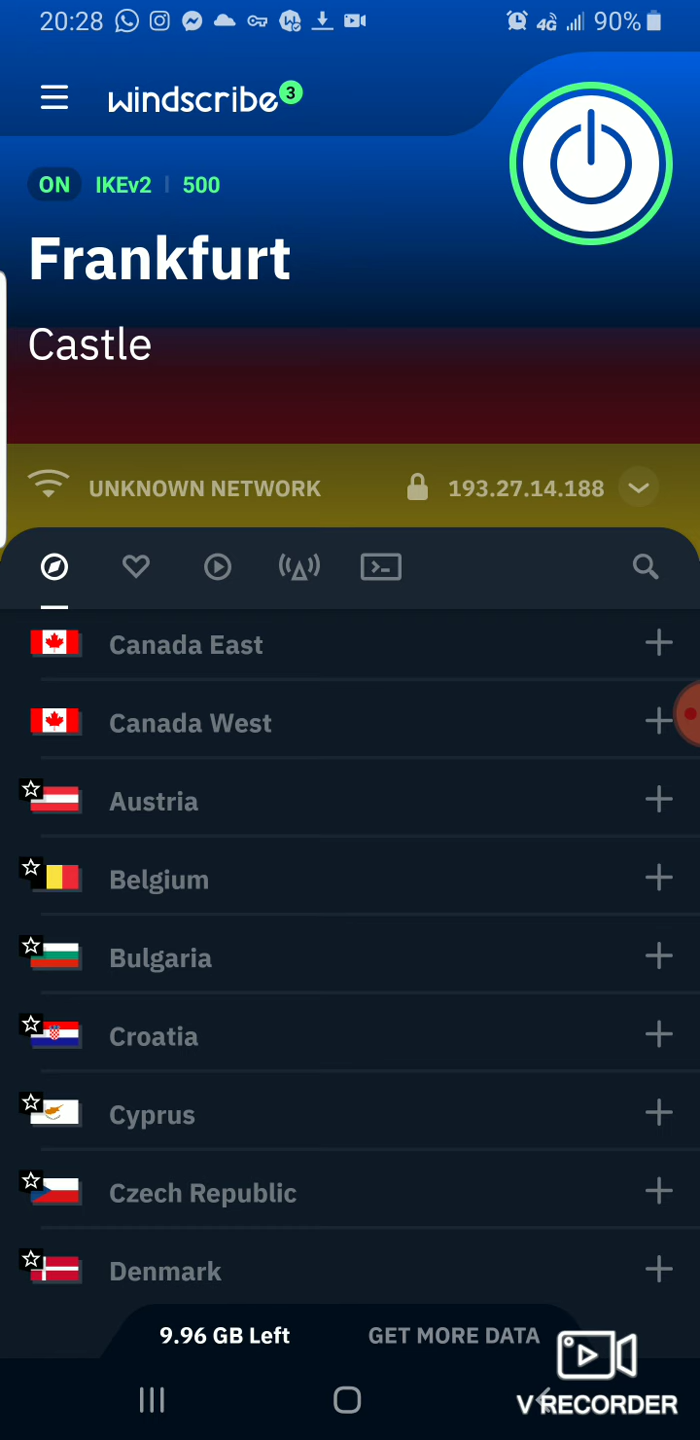 20:28 4G 90%
windscribe 3
ON IKEv2 | 500
Frankfurt
Castle
UNKNOWN NETWORK 193.27.14.188
Canada East
Canada West
Austria
Belgium
Bulgaria
Croatia
Cyprus
Czech Republic
Denmark
9.96 GB Left GET MORE DATA
V RECORDER